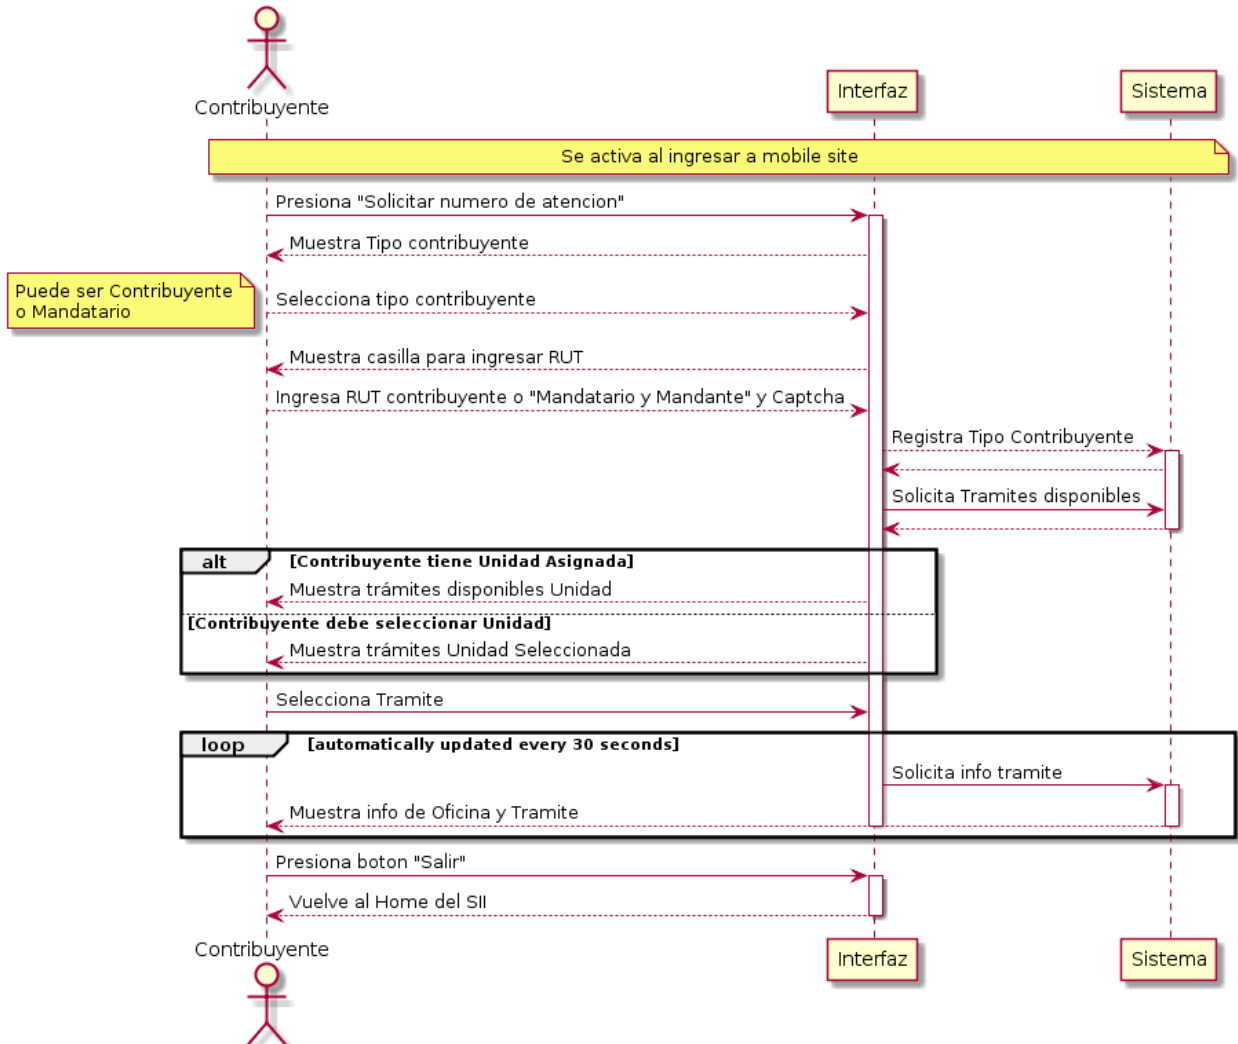 Contribuyente
Interfaz
Sistema
Se activa al ingresar a mobile site
Presiona "Solicitar numero de atencion"
Muestra Tipo contribuyente
Puede ser Contribuyente
o Mandatario
Selecciona tipo contribuyente
Muestra casilla para ingresar RUT
Ingresa RUT contribuyente o "Mandatario y Mandante" y Captcha
Registra Tipo Contribuyente
Solicita Tramites disponibles
alt
[Contribuyente tiene Unidad Asignada]
Muestra trámites disponibles Unidad
[Contribuyente debe seleccionar Unidad]
Muestra trámites Unidad Seleccionada
Selecciona Tramite
loop
[automatically updated every 30 seconds]
Solicita info tramite
Muestra info de Oficina y Tramite
Presiona boton "Salir"
Vuelve al Home del SII
Contribuyente
Interfaz
Sistema